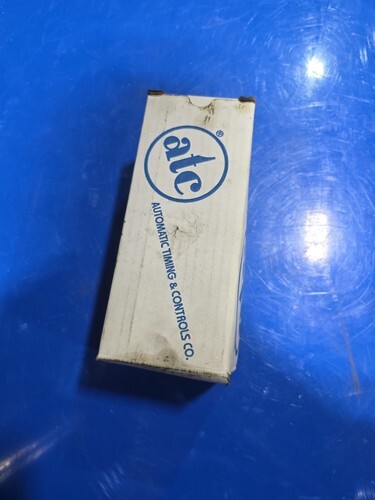 atc®
AUTOMATIC TIMING & CONTROLS CO.